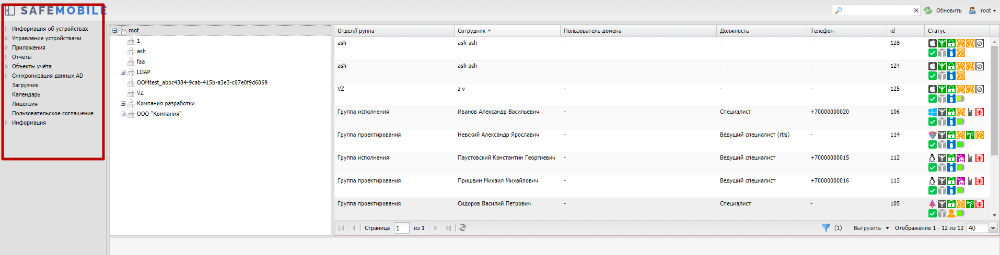 SAFEMOBILE
Обновить root
Информация об устройствах
Управление устройствами
Приложения
Отчёты
Объекты учёта
Синхронизация данных AD
Загрузчик
Календарь
Лицензия
Пользовательское соглашение
Информация
root
1
ash
faa
LDAP
OOMtest_abbc4384-9cab-415b-a3e3-c07e0f9d6069
VZ
Компания разработки
ООО "Компания"
Отдел/Группа Сотрудник Пользователь домена Должность Телефон id Статус
ash ash ash - - - 128
ash ash ash - - - 124
VZ z v - - - 125
Группа исполнения Иванов Александр Васильевич - Специалист +70000000020 106
Группа проектирования Невский Александр Ярославич - Ведущий специалист (rtls) - 114
Группа исполнения Паустовский Константин Георгиевич - Ведущий специалист +70000000015 112
Группа проектирования Пришвин Михаил Михайлович - Ведущий специалист +70000000016 113
Группа проектирования Сидоров Василий Петрович - Специалист - 105
Страница 1 из 1 (1) Выгрузить Отображение 1 - 12 из 12 40